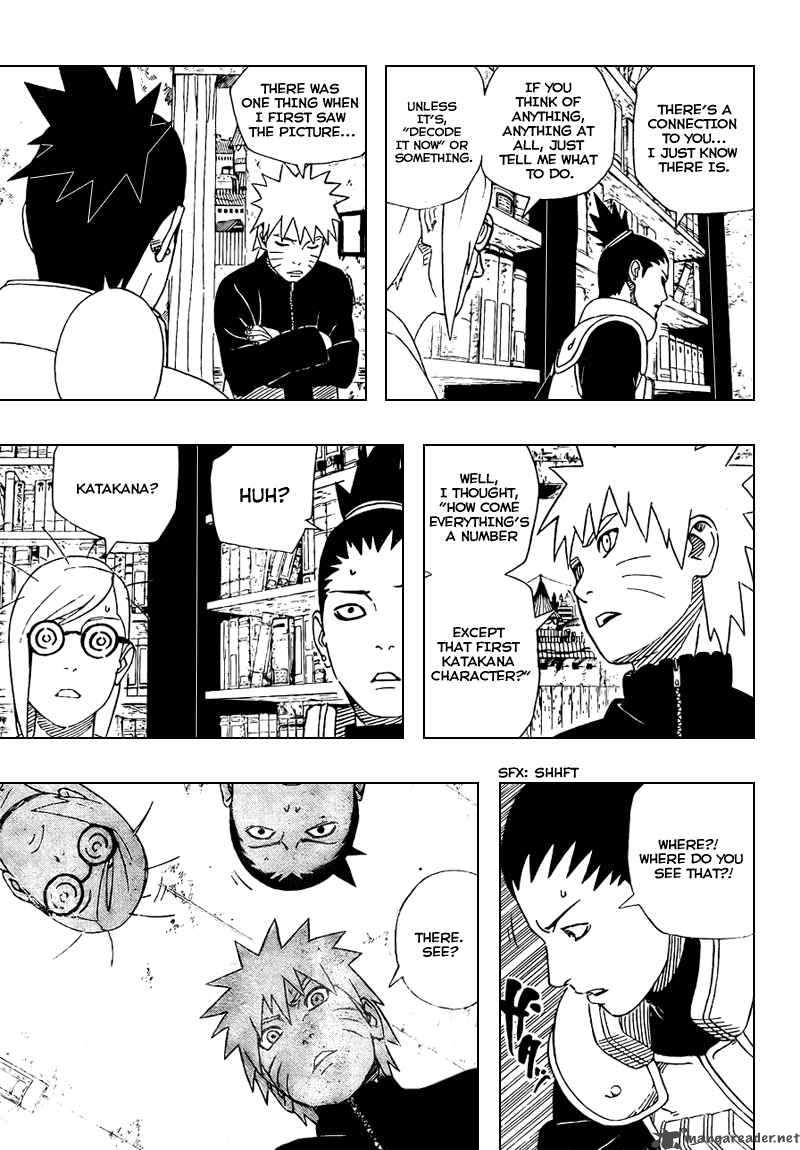 THERE'S A
CONNECTION
TO YOU...
I JUST KNOW
THERE IS.
IF YOU
THINK OF
ANYTHING,
ANYTHING AT
ALL, JUST
TELL ME WHAT
TO DO.
UNLESS
IT'S,
"DECODE
IT NOW" OR
SOMETHING.
THERE WAS
ONE THING WHEN
I FIRST SAW
THE PICTURE...
WELL,
I THOUGHT,
"HOW COME
EVERYTHING'S
A NUMBER
EXCEPT
THAT FIRST
KATAKANA
CHARACTER?"
HUH?
KATAKANA?
SFX: SHHFT
WHERE?!
WHERE DO YOU
SEE THAT?!
THERE.
SEE?
mangareader.net